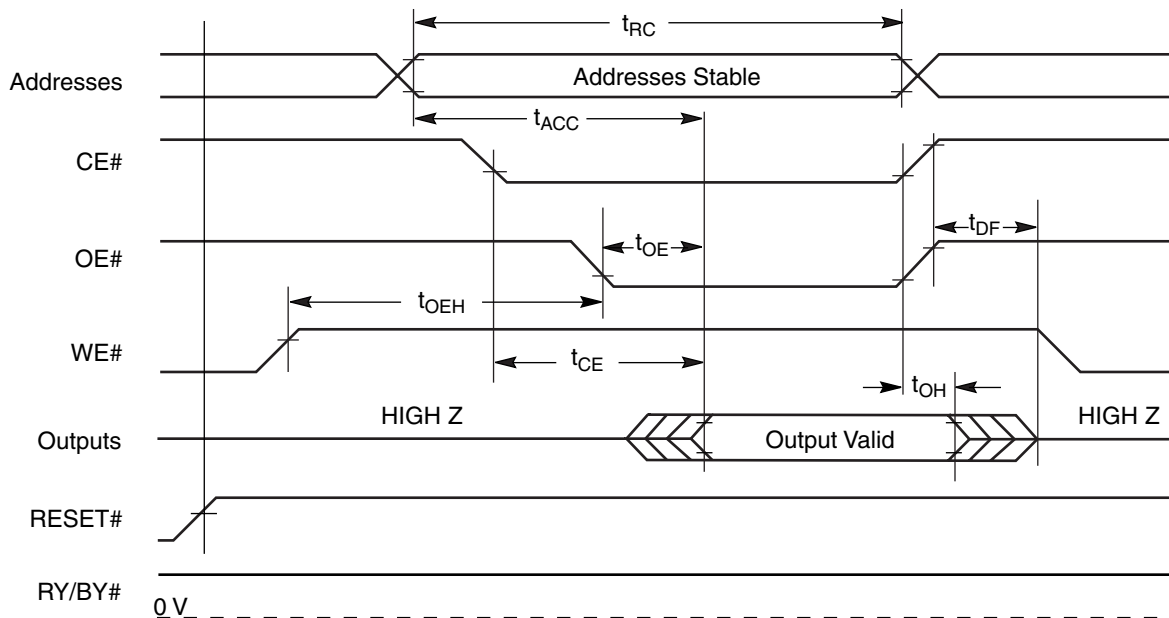 tRC
Addresses
Addresses Stable
tACC
CE#
tDF
OE#
tOE
tOEH
WE#
tCE
tOH
HIGH Z
HIGH Z
Outputs
Output Valid
RESET#
RY/BY#
0 V